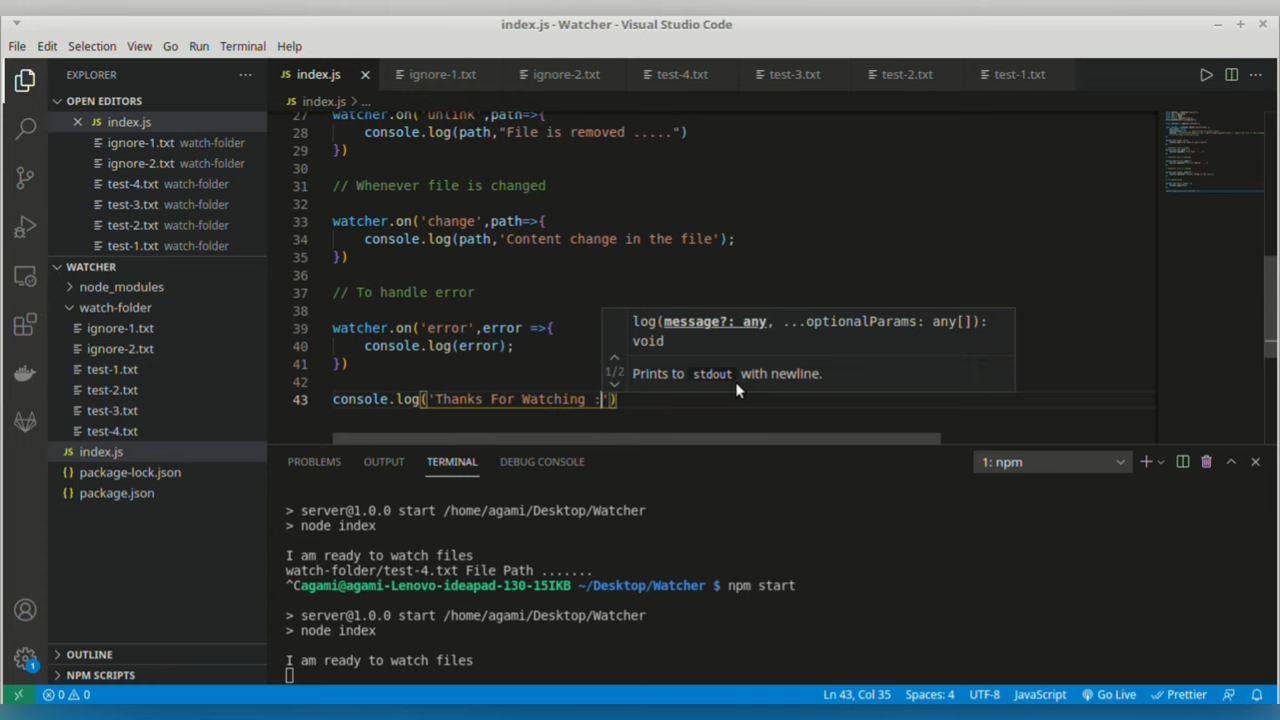 index.js - Watcher - Visual Studio Code
File Edit Selection View Go Run Terminal Help
EXPLORER
OPEN EDITORS
index.js
ignore-1.txt watch-folder
ignore-2.txt watch-folder
test-4.txt watch-folder
test-3.txt watch-folder
test-2.txt watch-folder
test-1.txt watch-folder
WATCHER
node_modules
watch-folder
ignore-1.txt
ignore-2.txt
test-1.txt
test-2.txt
test-3.txt
test-4.txt
JS index.js
{} package-lock.json
{} package.json
OUTLINE
NPM SCRIPTS
JS index.js ignore-1.txt ignore-2.txt test-4.txt test-3.txt test-2.txt test-1.txt
JS index.js > ...
27 watcher.on('unlink',path=>{
28 console.log(path,"File is removed .....")
29 })
30
31 // Whenever file is changed
32
33 watcher.on('change',path=>{
34 console.log(path,'Content change in the file');
35 })
36
37 // To handle error
38
39 watcher.on('error',error =>{
40 console.log(error);
41 })
42
43 console.log('Thanks For Watching :')
log(message?: any, ...optionalParams: any[]):
void
1/2
Prints to stdout with newline.
PROBLEMS OUTPUT TERMINAL DEBUG CONSOLE 1: npm
> server@1.0.0 start /home/agami/Desktop/Watcher
> node index
I am ready to watch files
watch-folder/test-4.txt File Path .......
^Cagami@agami-Lenovo-ideapad-130-15IKB ~/Desktop/Watcher $ npm start
> server@1.0.0 start /home/agami/Desktop/Watcher
> node index
I am ready to watch files
1
0 0 Ln 43, Col 35 Spaces: 4 UTF-8 JavaScript Go Live Prettier